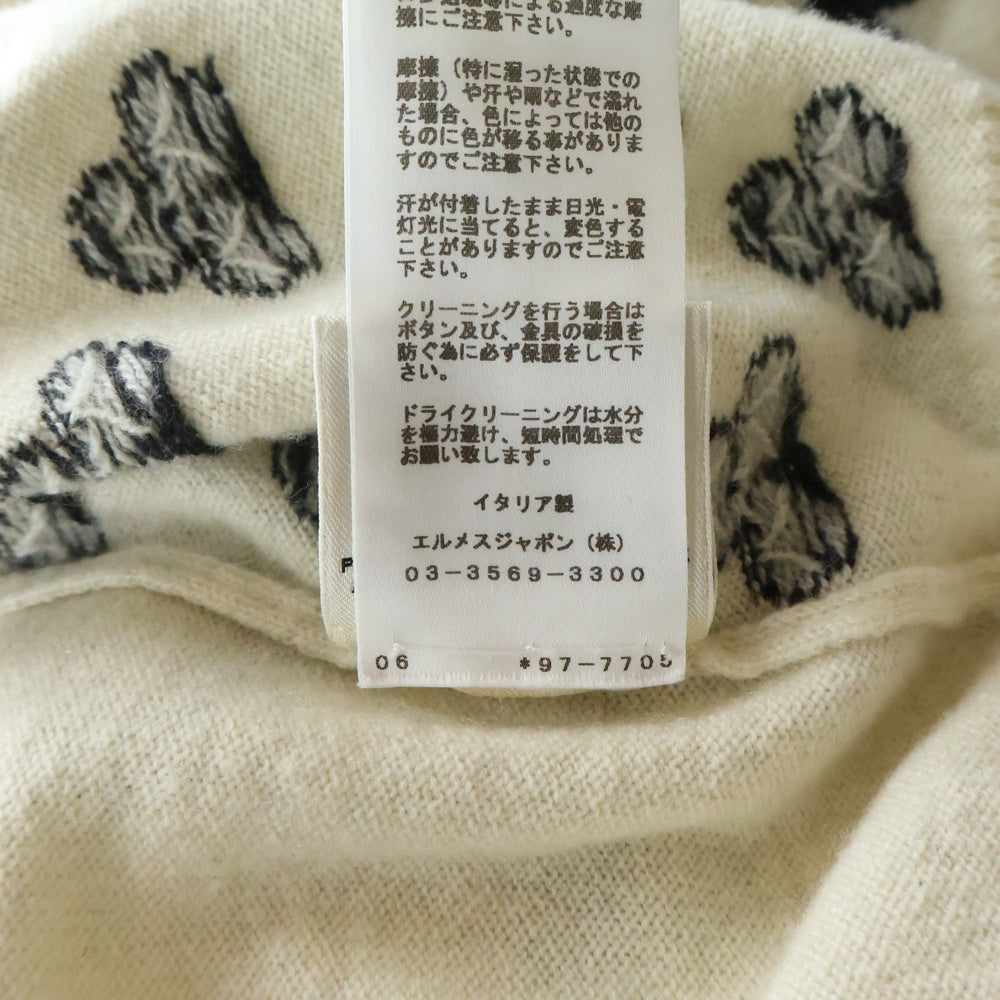 による過度な摩
擦にご注意下さい。
摩擦（特に湿った状態での
摩擦）や汗や雨などで濡れ
た場合、色によっては他の
ものに色が移る事がありま
すのでご注意下さい。
汗が付着したまま日光・電
灯光に当てると、変色する
ことがありますのでご注意
下さい。
クリーニングを行う場合は
ボタン及び、金具の破損を
防ぐ為に必ず保護をして下
さい。
ドライクリーニングは水分
を極力避け、短時間処理で
お願い致します。
イタリア製
エルメスジャポン（株）
03-3569-3300
06 *97-7705